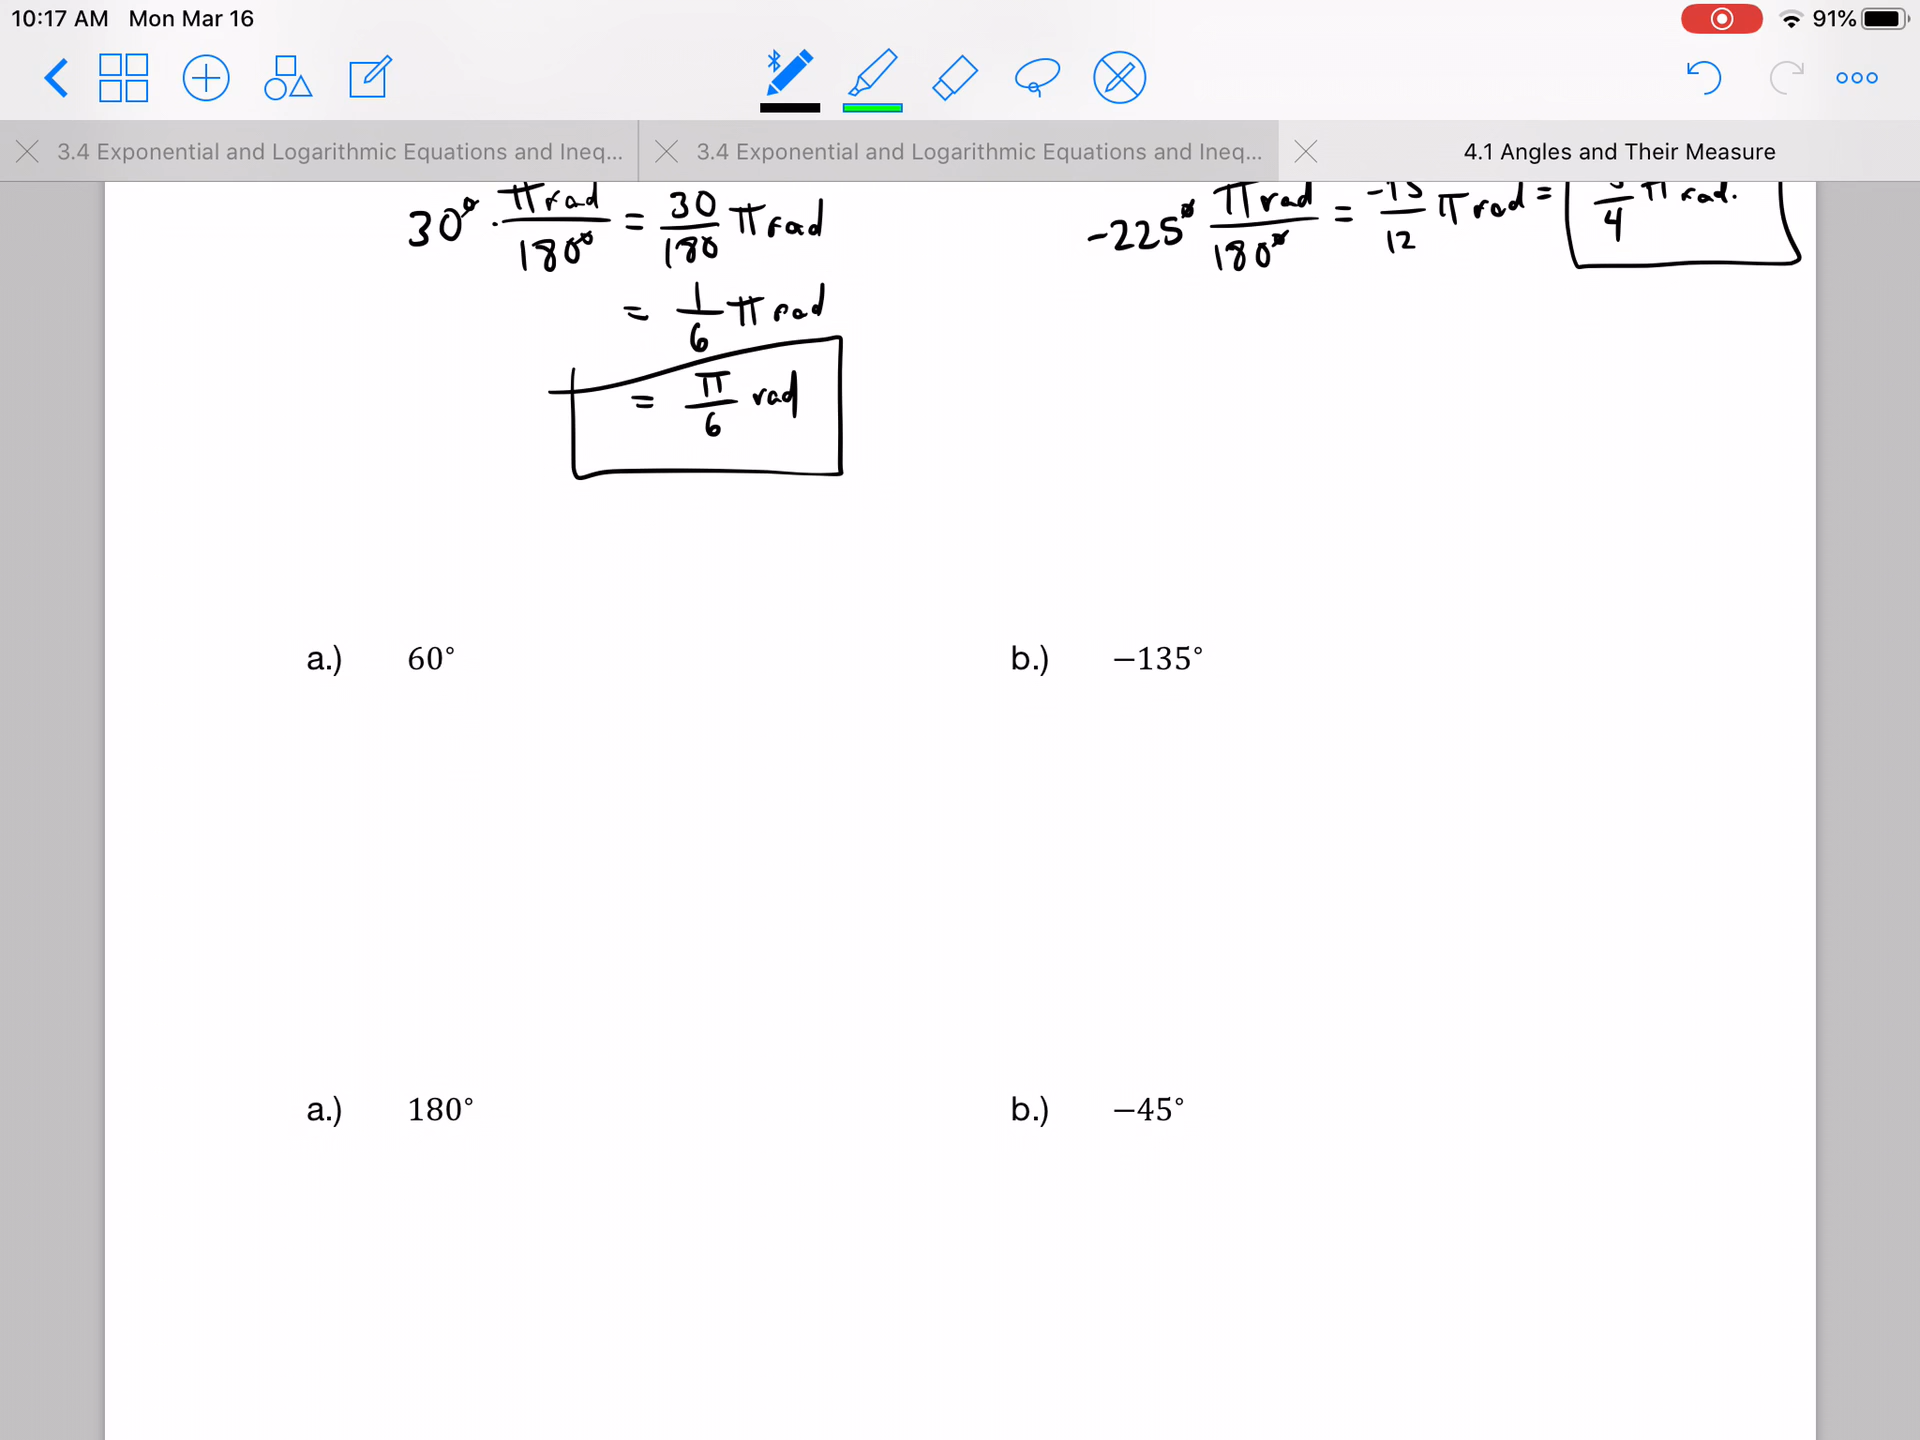 10:17 AM Mon Mar 16
91%
3.4 Exponential and Logarithmic Equations and Ineq...
3.4 Exponential and Logarithmic Equations and Ineq...
4.1 Angles and Their Measure
30° · π rad / 180° = 30/180 π rad
= 1/6 π rad
= π/6 rad
-225° π rad / 180° = -15/12 π rad = /4 π rad.
a.) 60°
b.) −135°
a.) 180°
b.) −45°